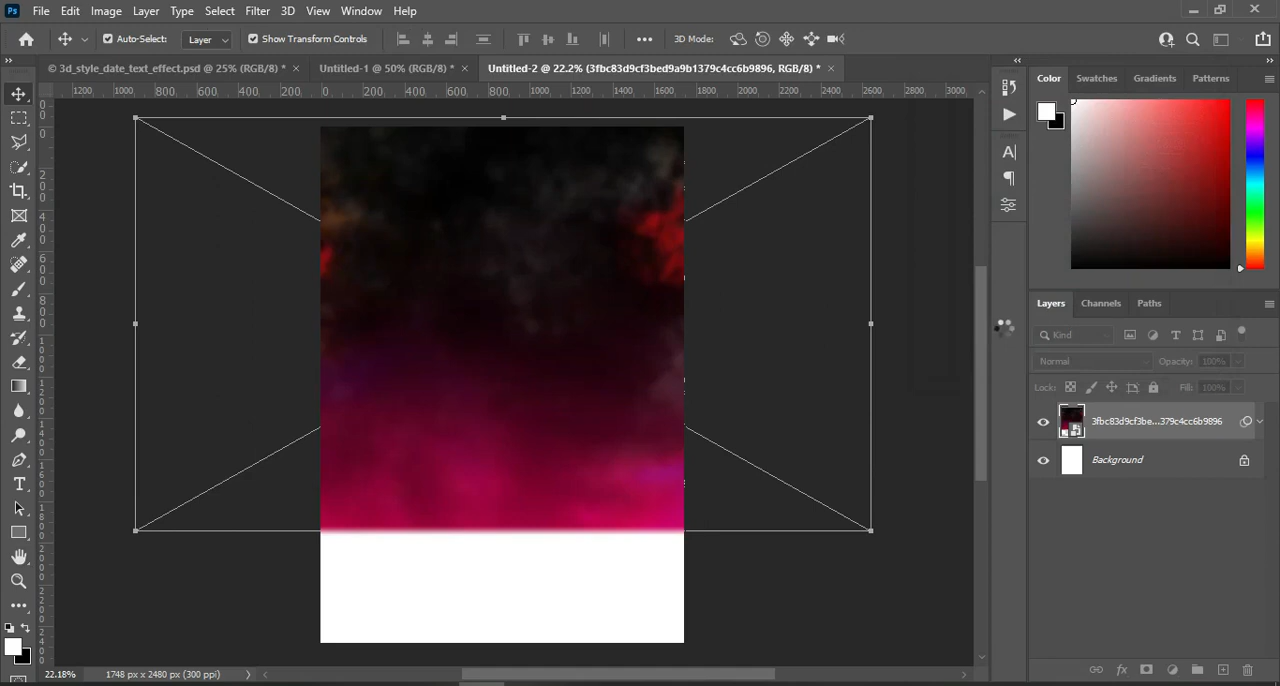 Ps File Edit Image Layer Type Select Filter 3D View Window Help
Auto-Select: Layer Show Transform Controls 3D Mode:
© 3d_style_date_text_effect.psd @ 25% (RGB/8) * × Untitled-1 @ 50% (RGB/8) * × Untitled-2 @ 22.2% (3fbc83d9cf3bed9a9b1379c4cc6b9896, RGB/8) * ×
1200 1000 800 600 400 200 0 200 400 600 800 1000 1200 1400 1600 1800 2000 2200 2400 2600 2800 3000
Color Swatches Gradients Patterns
Layers Channels Paths
Kind
Normal Opacity: 100%
Lock: Fill: 100%
3fbc83d9cf3be...379c4cc6b9896
Background
22.18% 1748 px x 2480 px (300 ppi)